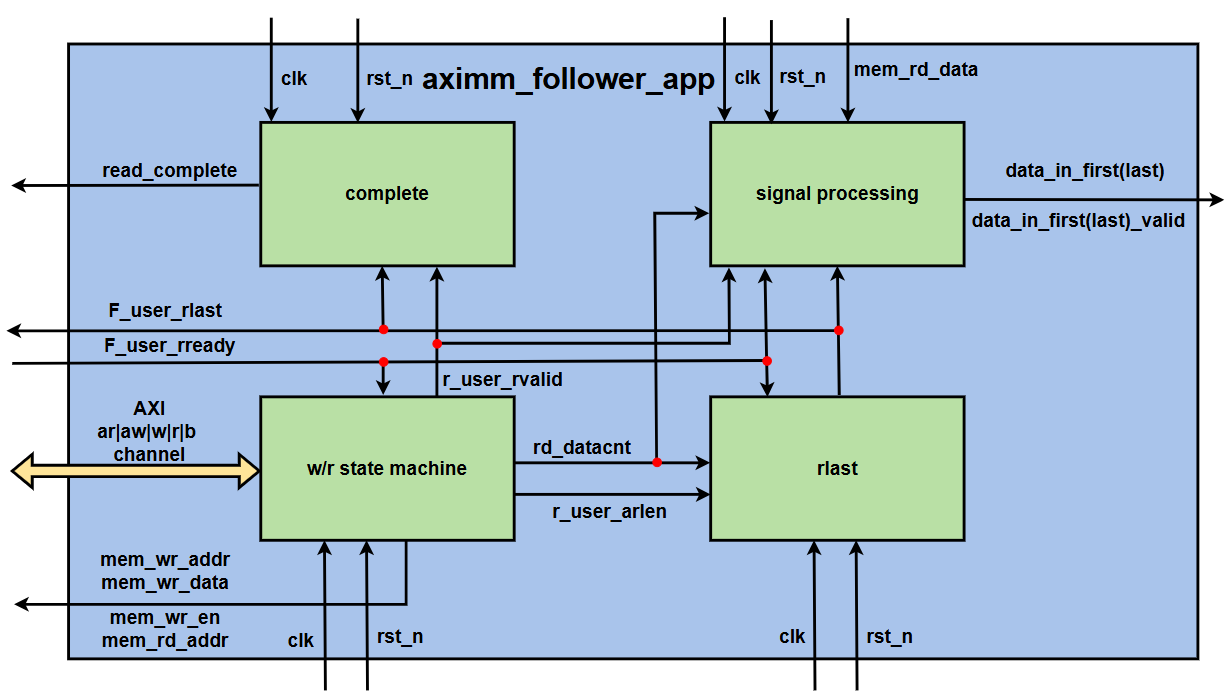 clk
rst_n
aximm_follower_app
clk
rst_n
mem_rd_data
read_complete
complete
signal processing
data_in_first(last)
data_in_first(last)_valid
F_user_rlast
F_user_rready
r_user_rvalid
AXI
ar|aw|w|r|b
channel
w/r state machine
rd_datacnt
rlast
r_user_arlen
mem_wr_addr
mem_wr_data
mem_wr_en
mem_rd_addr
clk
rst_n
clk
rst_n